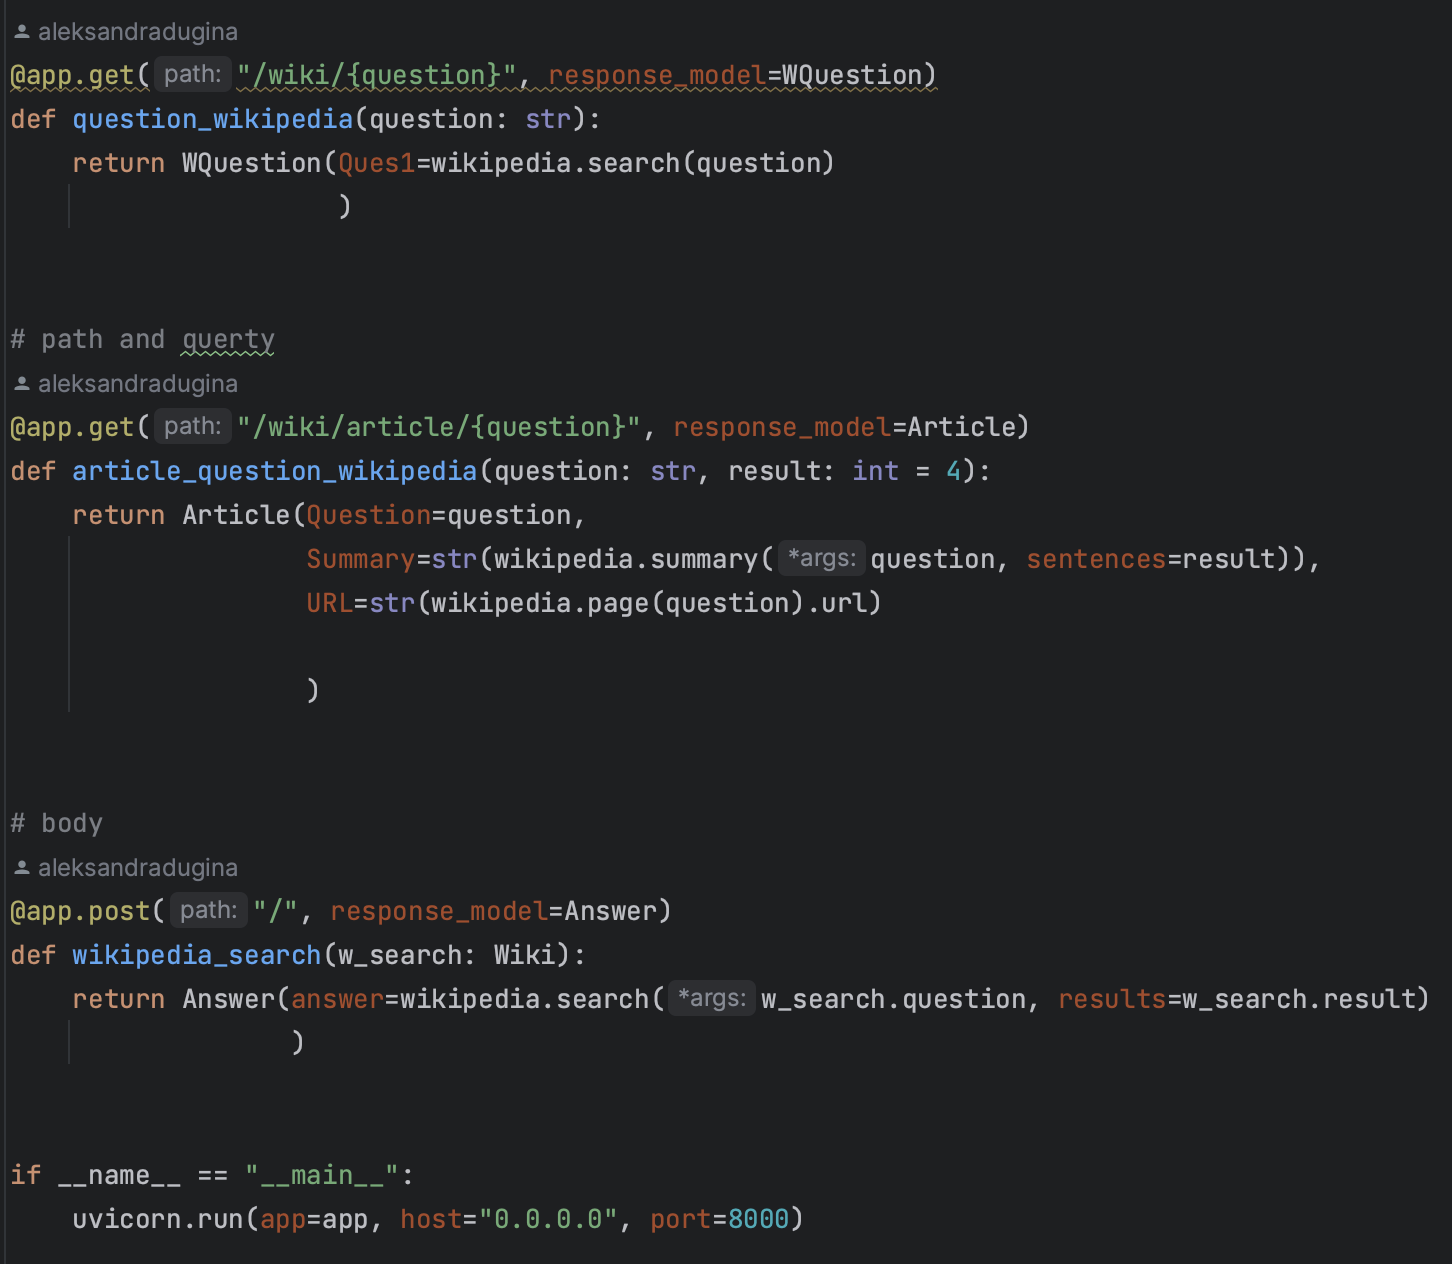 aleksandradugina
@app.get( path: "/wiki/{question}", response_model=WQuestion)
def question_wikipedia(question: str):
    return WQuestion(Ques1=wikipedia.search(question)
                     )
# path and querty
aleksandradugina
@app.get( path: "/wiki/article/{question}", response_model=Article)
def article_question_wikipedia(question: str, result: int = 4):
    return Article(Question=question,
                   Summary=str(wikipedia.summary( *args: question, sentences=result)),
                   URL=str(wikipedia.page(question).url)
                   )
# body
aleksandradugina
@app.post( path: "/", response_model=Answer)
def wikipedia_search(w_search: Wiki):
    return Answer(answer=wikipedia.search( *args: w_search.question, results=w_search.result)
                  )
if __name__ == "__main__":
    uvicorn.run(app=app, host="0.0.0.0", port=8000)